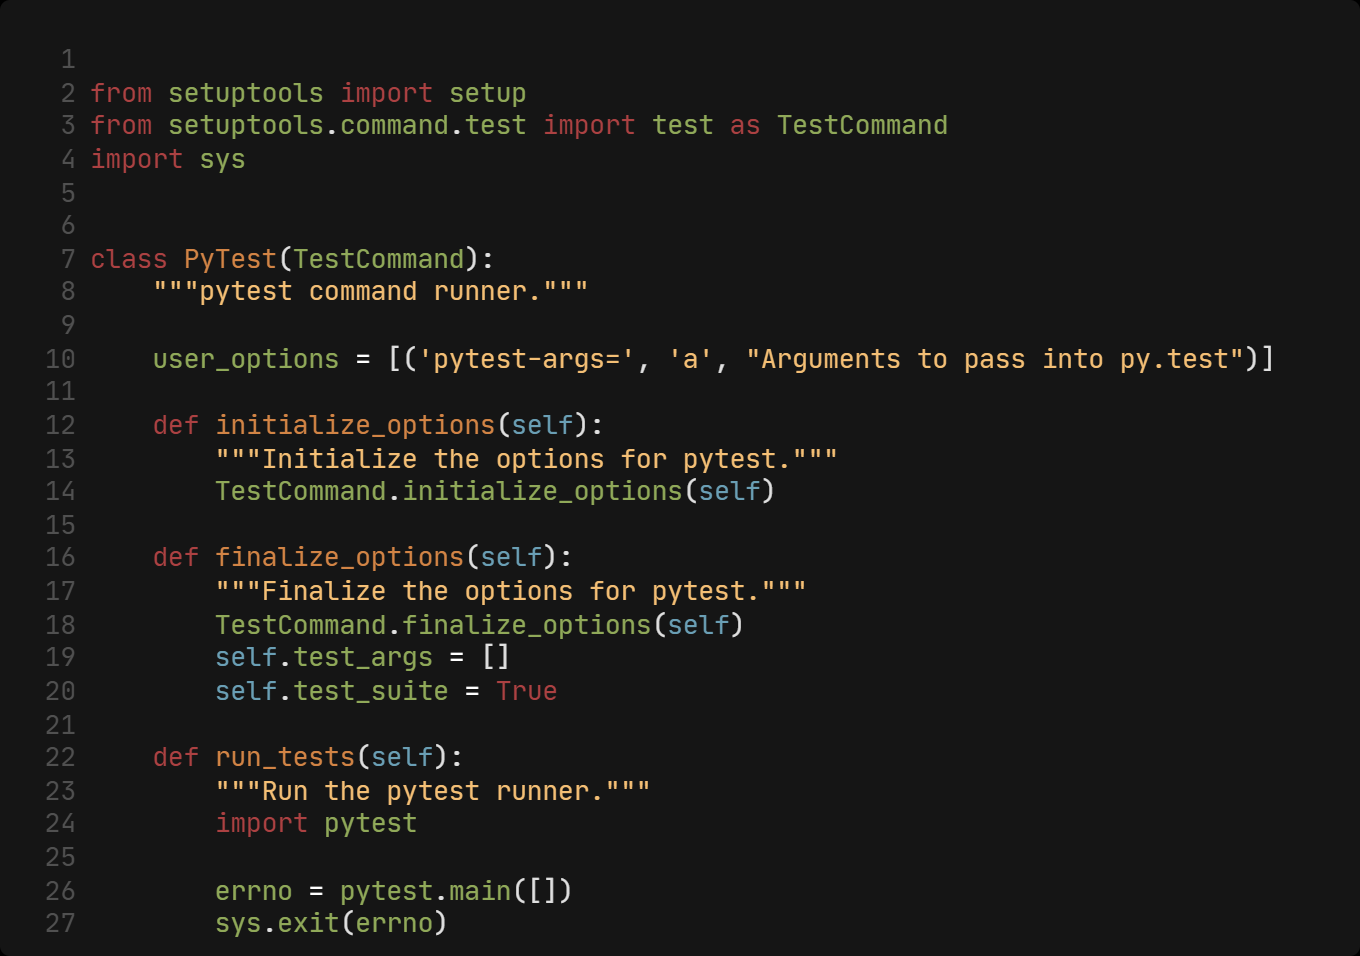 1
2 from setuptools import setup
3 from setuptools.command.test import test as TestCommand
4 import sys
5
6
7 class PyTest(TestCommand):
8     """pytest command runner."""
9
10     user_options = [('pytest-args=', 'a', "Arguments to pass into py.test")]
11
12     def initialize_options(self):
13         """Initialize the options for pytest."""
14         TestCommand.initialize_options(self)
15
16     def finalize_options(self):
17         """Finalize the options for pytest."""
18         TestCommand.finalize_options(self)
19         self.test_args = []
20         self.test_suite = True
21
22     def run_tests(self):
23         """Run the pytest runner."""
24         import pytest
25
26         errno = pytest.main([])
27         sys.exit(errno)